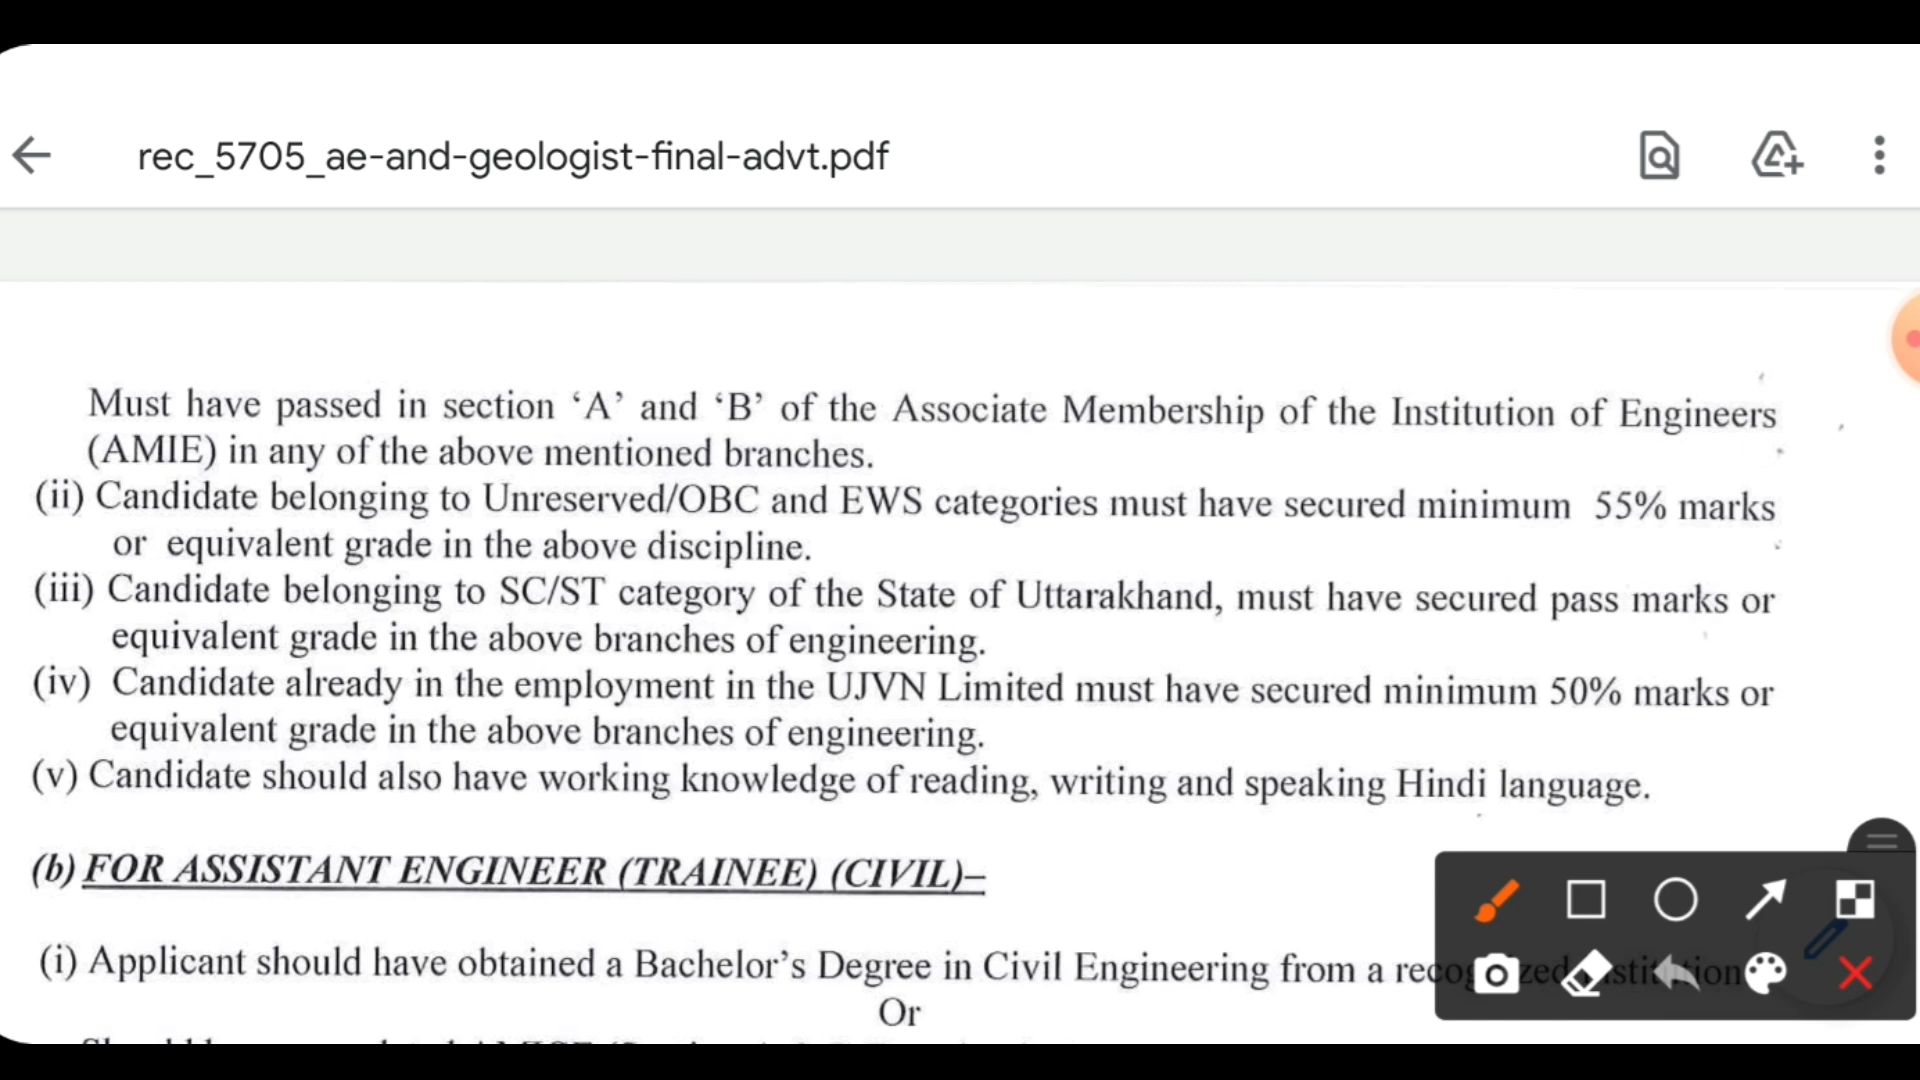 rec_5705_ae-and-geologist-final-advt.pdf
Must have passed in section ‘A’ and ‘B’ of the Associate Membership of the Institution of Engineers
(AMIE) in any of the above mentioned branches.
(ii) Candidate belonging to Unreserved/OBC and EWS categories must have secured minimum 55% marks
or equivalent grade in the above discipline.
(iii) Candidate belonging to SC/ST category of the State of Uttarakhand, must have secured pass marks or
equivalent grade in the above branches of engineering.
(iv) Candidate already in the employment in the UJVN Limited must have secured minimum 50% marks or
equivalent grade in the above branches of engineering.
(v) Candidate should also have working knowledge of reading, writing and speaking Hindi language.
(b) FOR ASSISTANT ENGINEER (TRAINEE) (CIVIL)–
(i) Applicant should have obtained a Bachelor’s Degree in Civil Engineering from a
Or